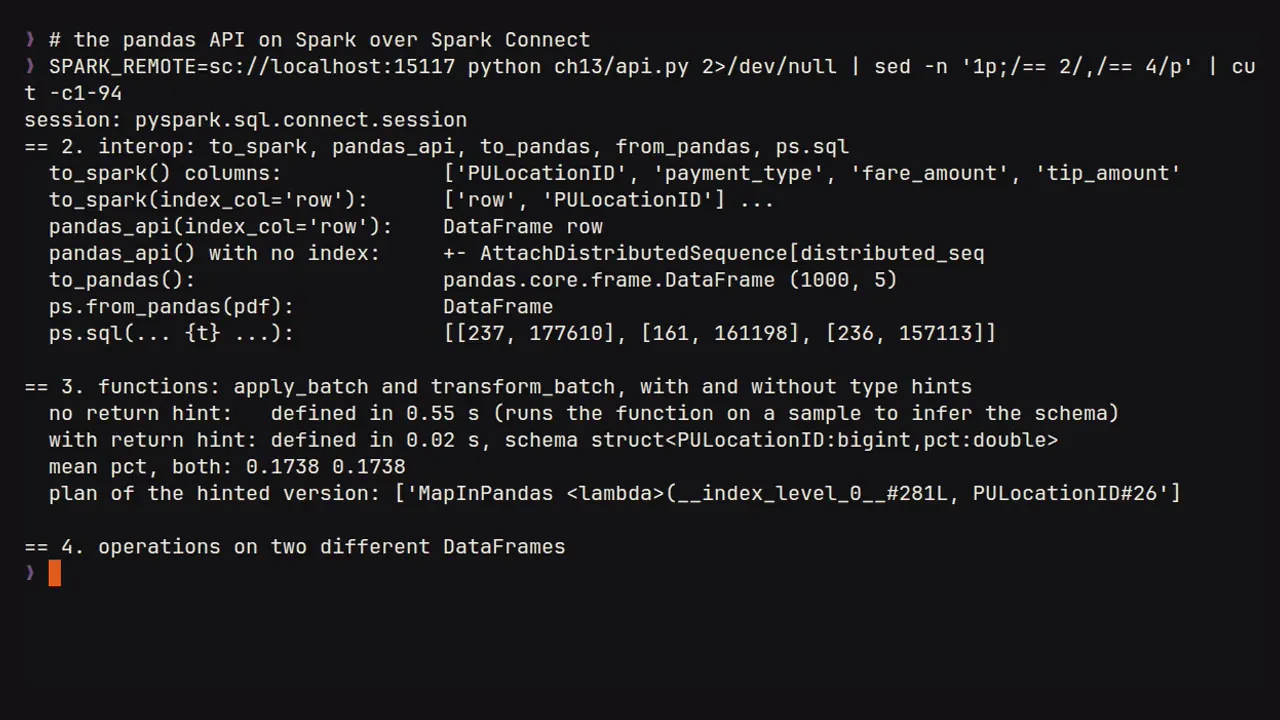 ❯ # the pandas API on Spark over Spark Connect
❯ SPARK_REMOTE=sc://localhost:15117 python ch13/api.py 2>/dev/null | sed -n '1p;/== 2/,/== 4/p' | cu
t -c1-94
session: pyspark.sql.connect.session
== 2. interop: to_spark, pandas_api, to_pandas, from_pandas, ps.sql
  to_spark() columns:             ['PULocationID', 'payment_type', 'fare_amount', 'tip_amount'
  to_spark(index_col='row'):      ['row', 'PULocationID'] ...
  pandas_api(index_col='row'):    DataFrame row
  pandas_api() with no index:     +- AttachDistributedSequence[distributed_seq
  to_pandas():                    pandas.core.frame.DataFrame (1000, 5)
  ps.from_pandas(pdf):            DataFrame
  ps.sql(... {t} ...):            [[237, 177610], [161, 161198], [236, 157113]]

== 3. functions: apply_batch and transform_batch, with and without type hints
  no return hint:   defined in 0.55 s (runs the function on a sample to infer the schema)
  with return hint: defined in 0.02 s, schema struct<PULocationID:bigint,pct:double>
  mean pct, both: 0.1738 0.1738
  plan of the hinted version: ['MapInPandas <lambda>(__index_level_0__#281L, PULocationID#26']

== 4. operations on two different DataFrames
❯